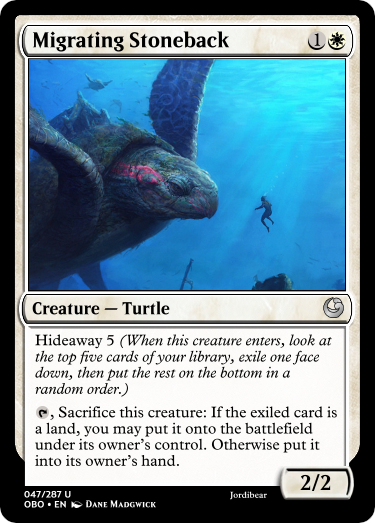 Migrating Stoneback 1
Creature — Turtle
Hideaway 5 (When this creature enters, look at
the top five cards of your library, exile one face
down, then put the rest on the bottom in a
random order.)
, Sacrifice this creature: If the exiled card is
a land, you may put it onto the battlefield
under its owner's control. Otherwise put it
into its owner's hand.
2/2
047/287 U
OBO • EN DANE MADGWICK
Jordibear